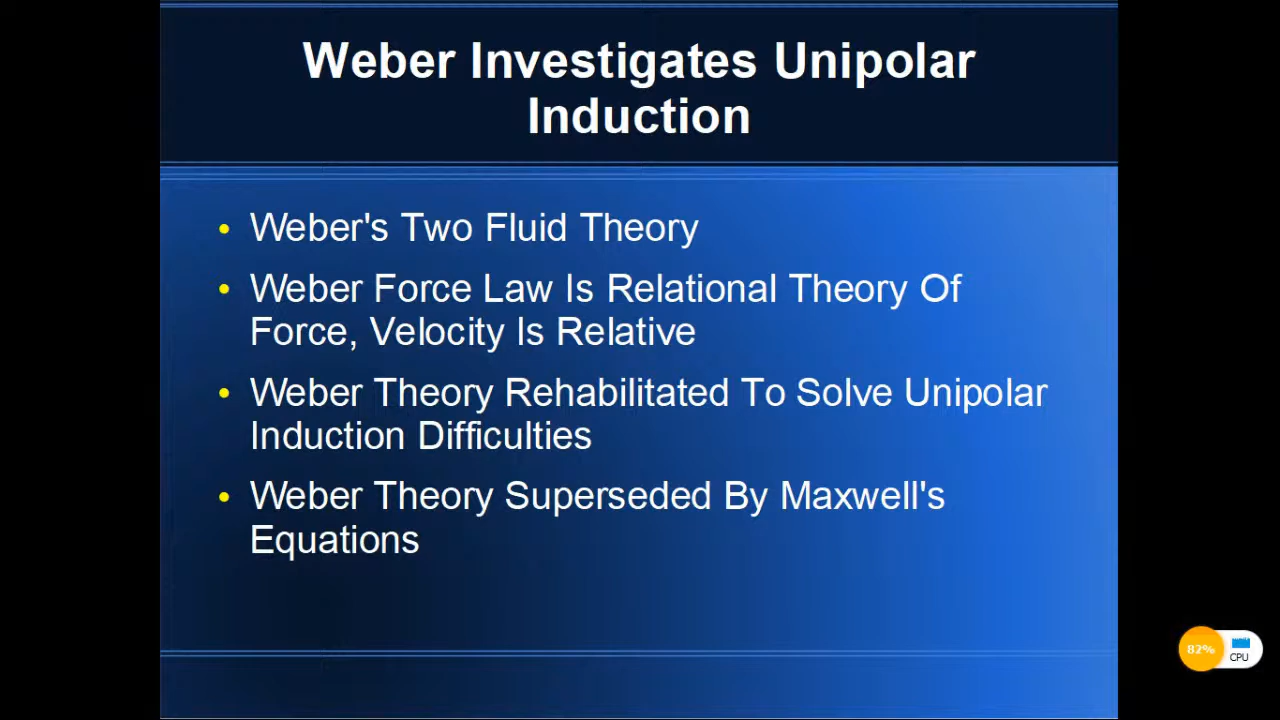 Weber Investigates Unipolar
Induction
• Weber's Two Fluid Theory
• Weber Force Law Is Relational Theory Of
Force, Velocity Is Relative
• Weber Theory Rehabilitated To Solve Unipolar
Induction Difficulties
• Weber Theory Superseded By Maxwell's
Equations
82%
CPU